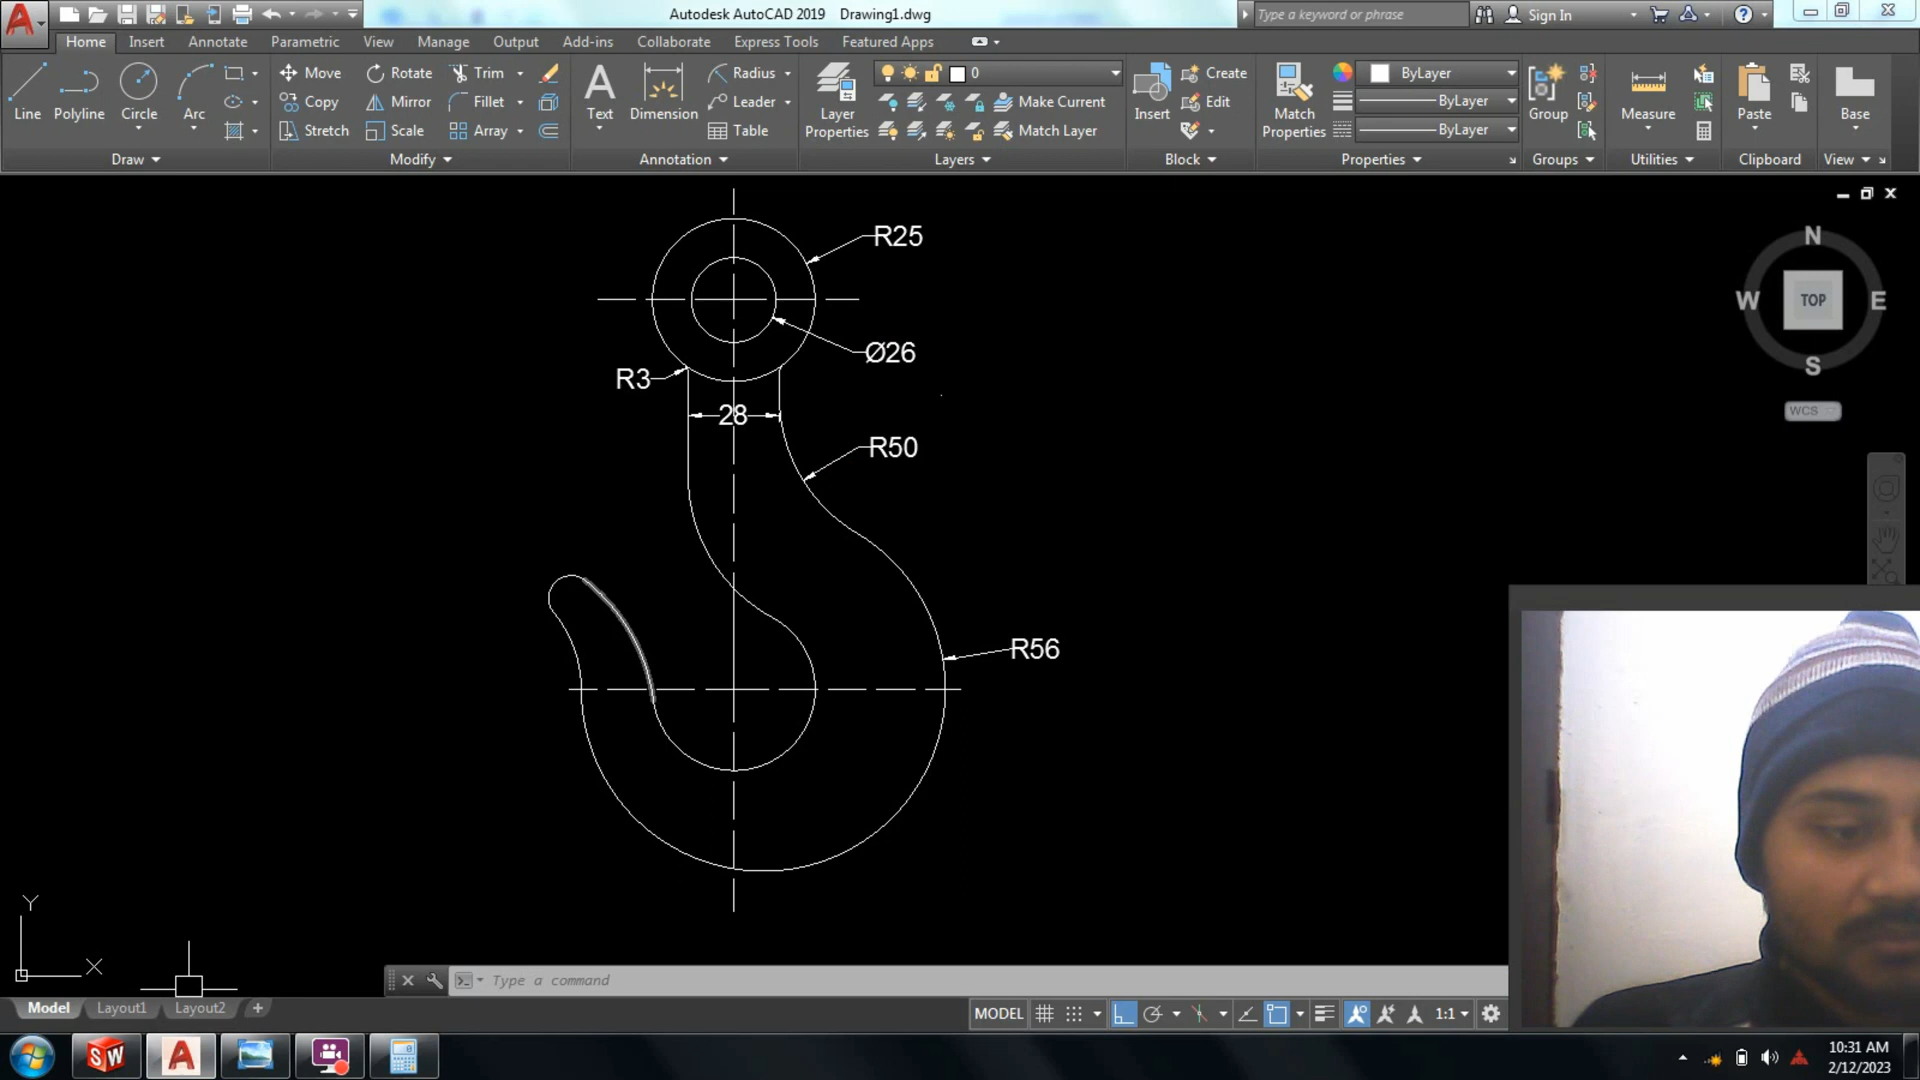 Autodesk AutoCAD 2019 Drawing1.dwg
Type a keyword or phrase
Sign In
Home Insert Annotate Parametric View Manage Output Add-ins Collaborate Express Tools Featured Apps
Line Polyline Circle Arc
Move Rotate Trim
Copy Mirror Fillet
Stretch Scale Array
Text Dimension
Radius
Leader
Table
Layer Properties
0
Make Current
Match Layer
Insert
Create
Edit
Match Properties
ByLayer
ByLayer
ByLayer
Group
Measure
Paste
Base
Draw Modify Annotation Layers Block Properties Groups Utilities Clipboard View
R25
Ø26
R3
28
R50
R56
N
W TOP E
S
WCS
Y
X
Type a command
Model Layout1 Layout2 +
MODEL
1:1
SW
10:31 AM
2/12/2023